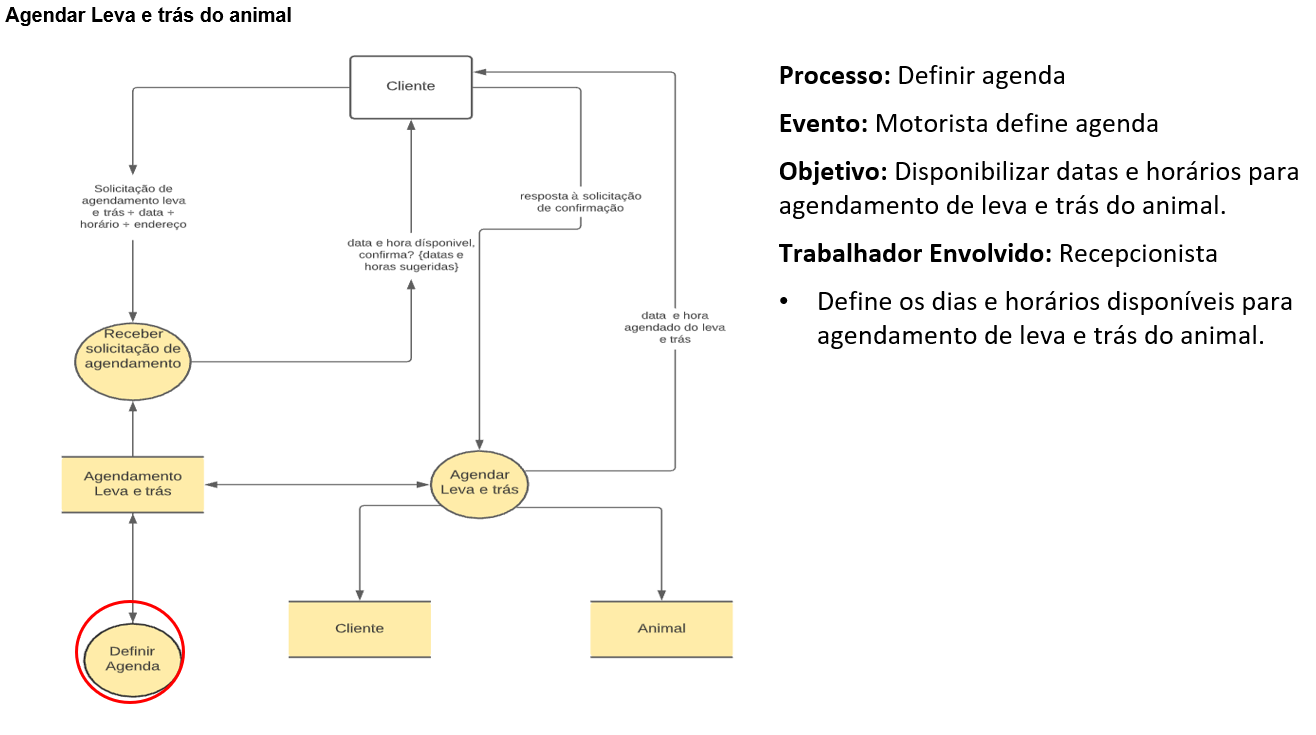 Agendar Leva e trás do animal
Cliente
Solicitação de
agendamento leva
e trás + data +
horário + endereço
resposta à solicitação
de confirmação
data e hora dísponivel,
confirma? {datas e
horas sugeridas}
data e hora
agendado do leva
e trás
Receber
solicitação de
agendamento
Agendamento
Leva e trás
Agendar
Leva e trás
Definir
Agenda
Cliente
Animal
Processo: Definir agenda
Evento: Motorista define agenda
Objetivo: Disponibilizar datas e horários para
agendamento de leva e trás do animal.
Trabalhador Envolvido: Recepcionista
• Define os dias e horários disponíveis para
agendamento de leva e trás do animal.